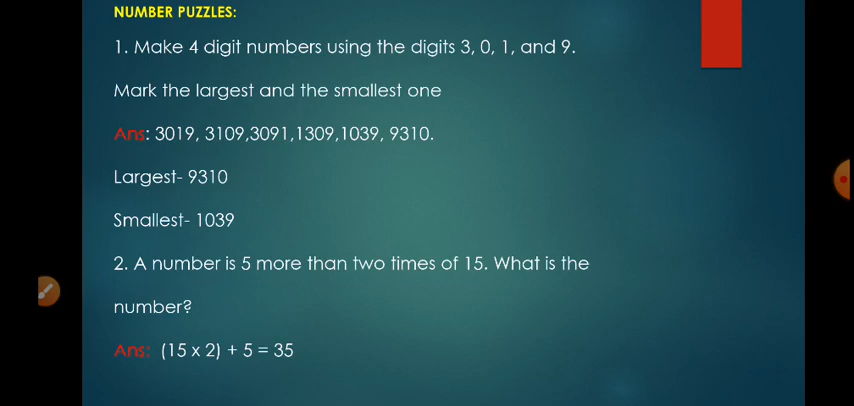 NUMBER PUZZLES:
1. Make 4 digit numbers using the digits 3, 0, 1, and 9.
Mark the largest and the smallest one
Ans: 3019, 3109,3091,1309,1039, 9310.
Largest- 9310
Smallest- 1039
2. A number is 5 more than two times of 15. What is the
number?
Ans: (15 x 2) + 5 = 35